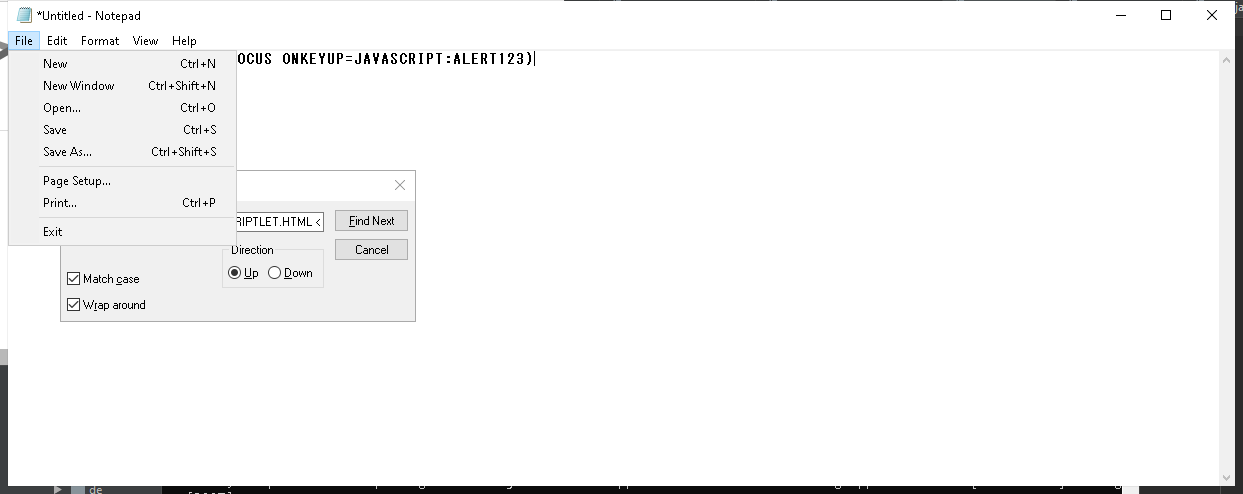 *Untitled - Notepad
File Edit Format View Help
OCUS ONKEYUP=JAVASCRIPT:ALERT123)
New Ctrl+N
New Window Ctrl+Shift+N
Open... Ctrl+O
Save Ctrl+S
Save As... Ctrl+Shift+S
Page Setup...
Print... Ctrl+P
Exit
RIPTLET.HTML <
Find Next
Cancel
Direction
Up Down
Match case
Wrap around
de